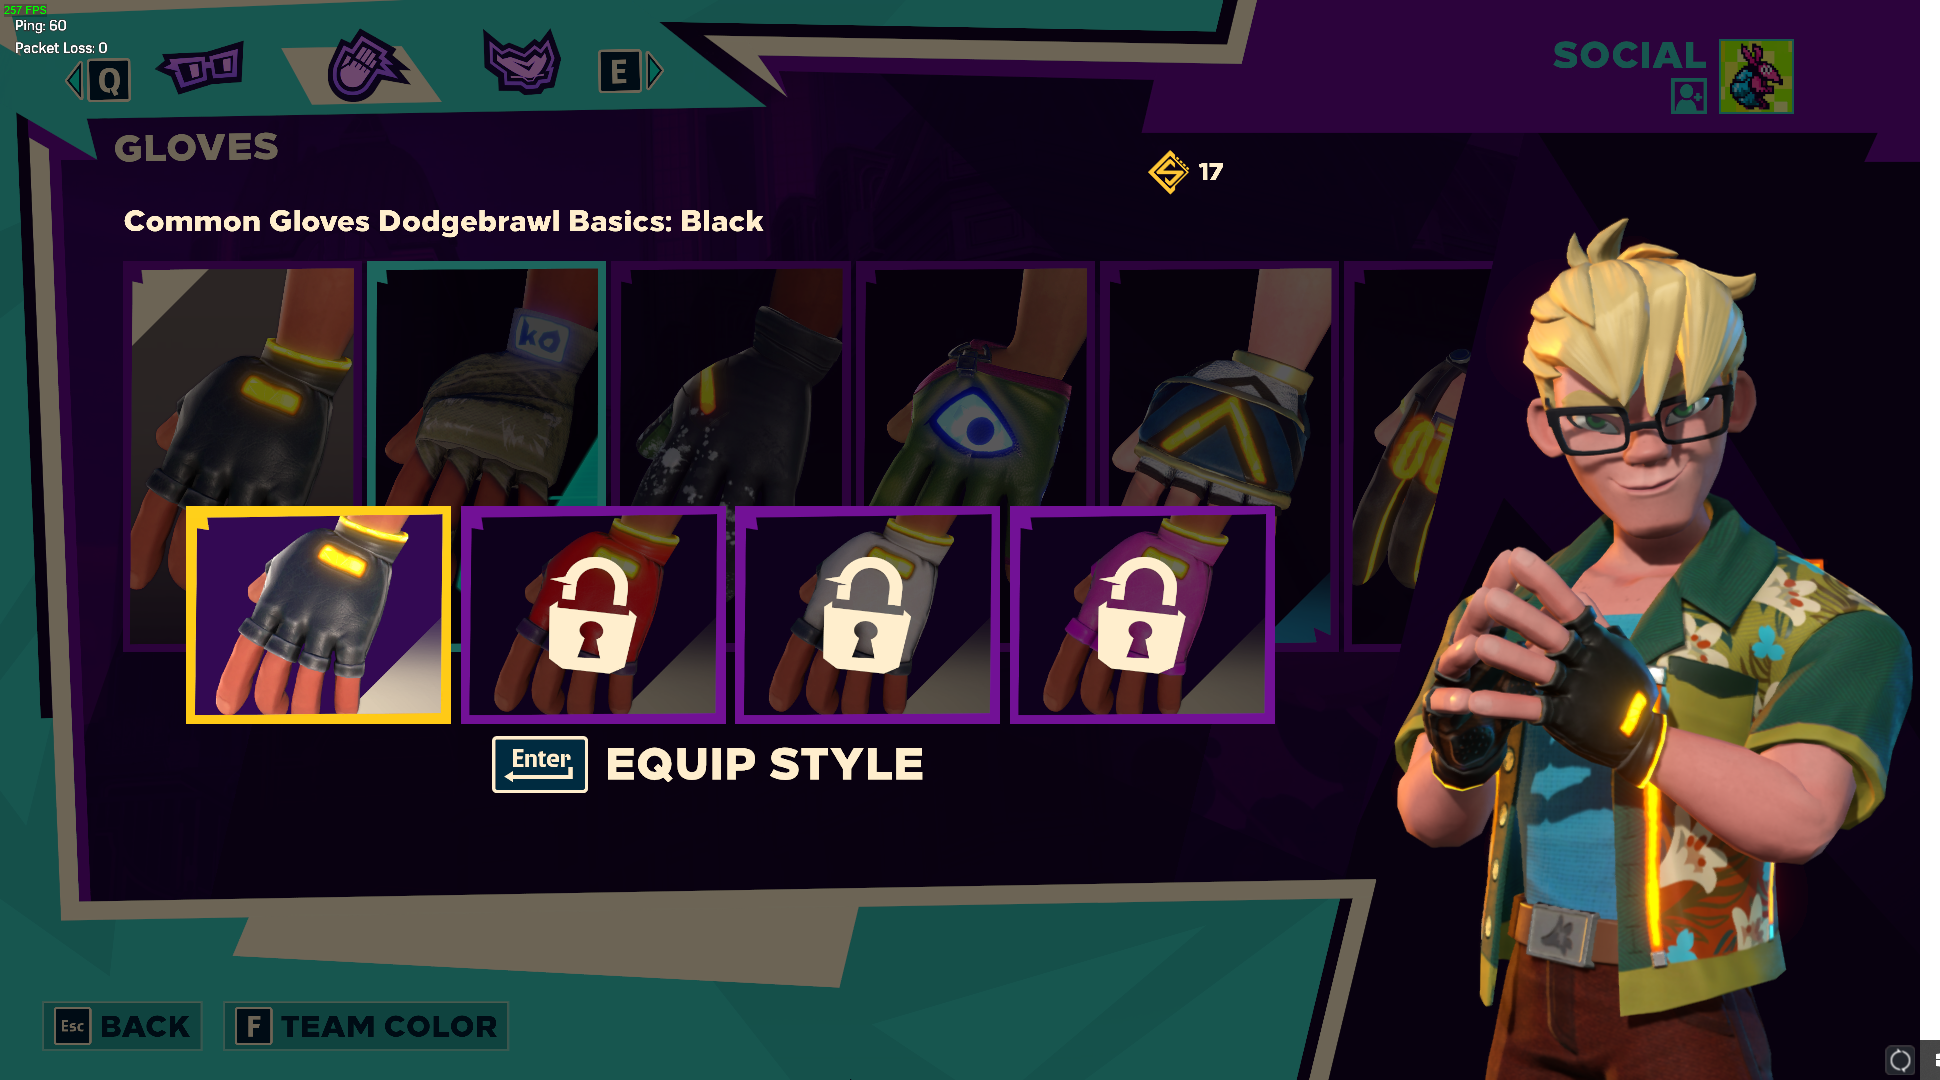 257 FPS
Ping: 60
Packet Loss: 0
Q
E
SOCIAL
GLOVES
17
Common Gloves Dodgebrawl Basics: Black
ko
Enter EQUIP STYLE
Esc BACK
F TEAM COLOR